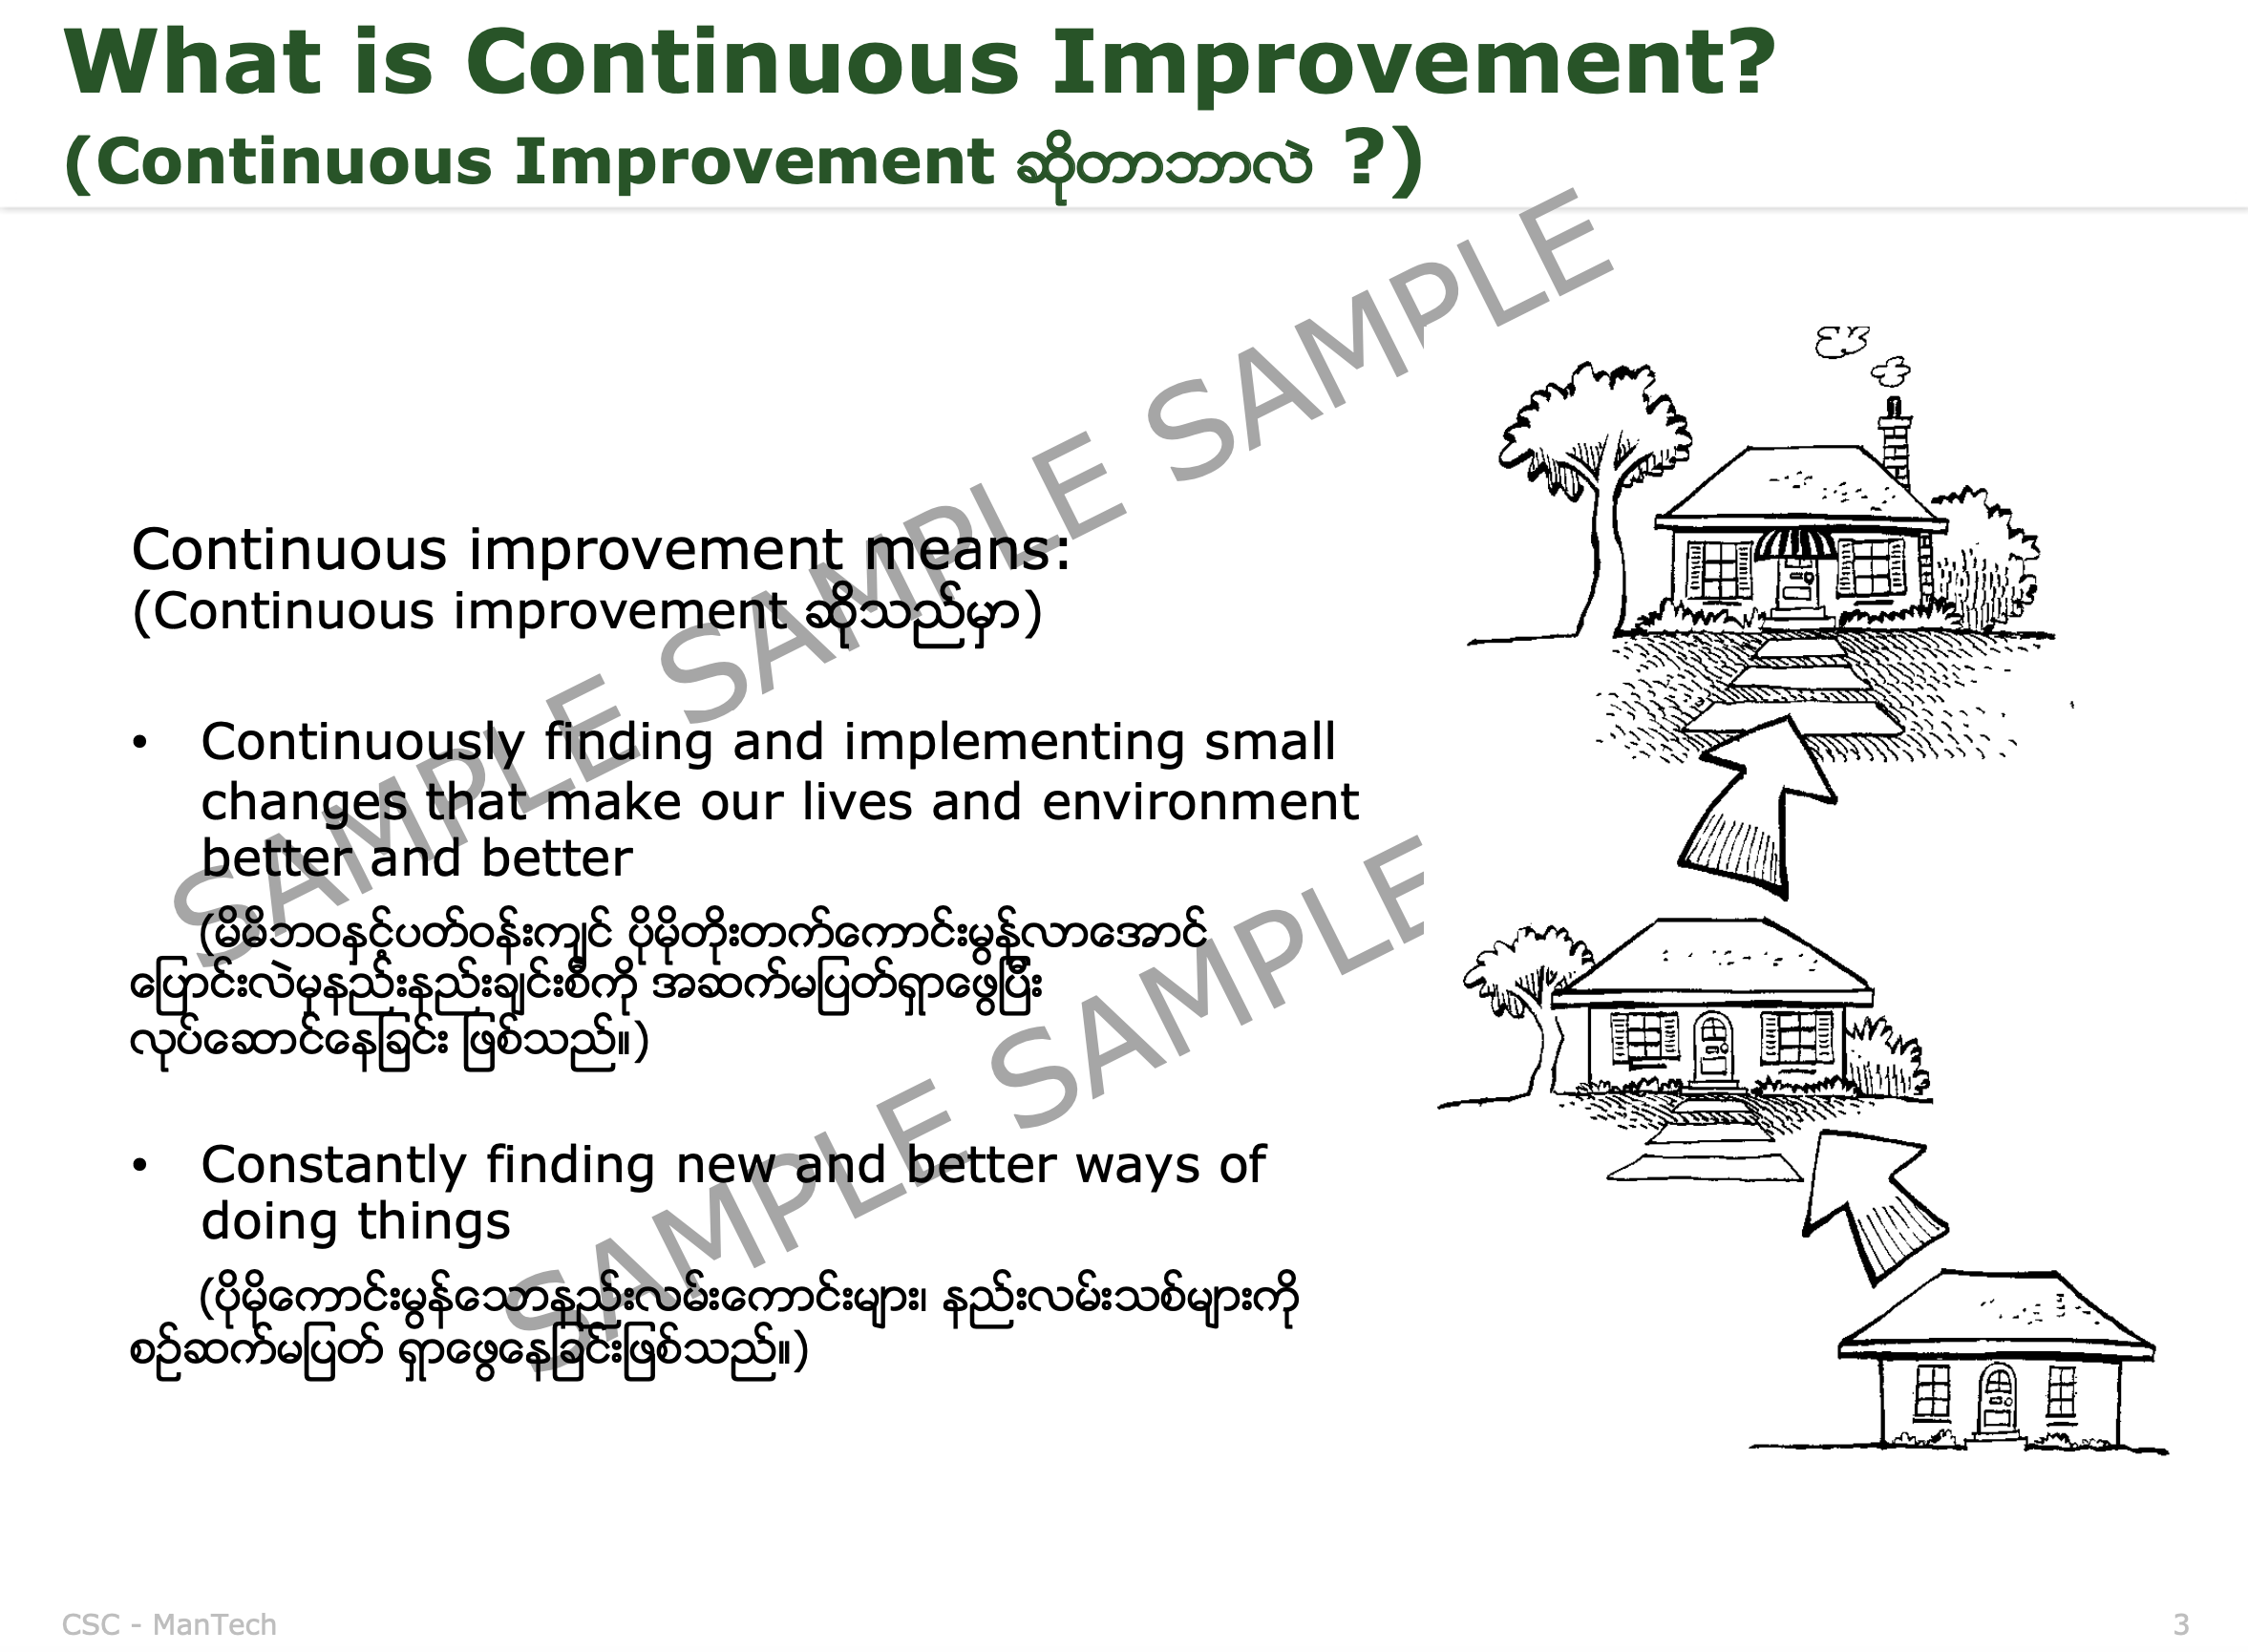 What is Continuous Improvement?
(Continuous Improvement ဆိုတာဘာလဲ ?)
SAMPLE SAMPLE SAMPLE
Continuous improvement means:
(Continuous improvement ဆိုသည်မှာ)
• Continuously finding and implementing small
changes that make our lives and environment
better and better
(မိမိဘဝနှင့်ပတ်ဝန်းကျင် ပိုမိုတိုးတက်ကောင်းမွန်လာအောင်
ပြောင်းလဲမှုနည်းနည်းချင်းစီကို အဆက်မပြတ်ရှာဖွေပြီး
လုပ်ဆောင်နေခြင်း ဖြစ်သည်။)
SAMPLE SAMPLE
• Constantly finding new and better ways of
doing things
(ပိုမိုကောင်းမွန်သောနည်းလမ်းကောင်းများ၊ နည်းလမ်းသစ်များကို
စဉ်ဆက်မပြတ် ရှာဖွေနေခြင်းဖြစ်သည်။)
CSC - ManTech
3